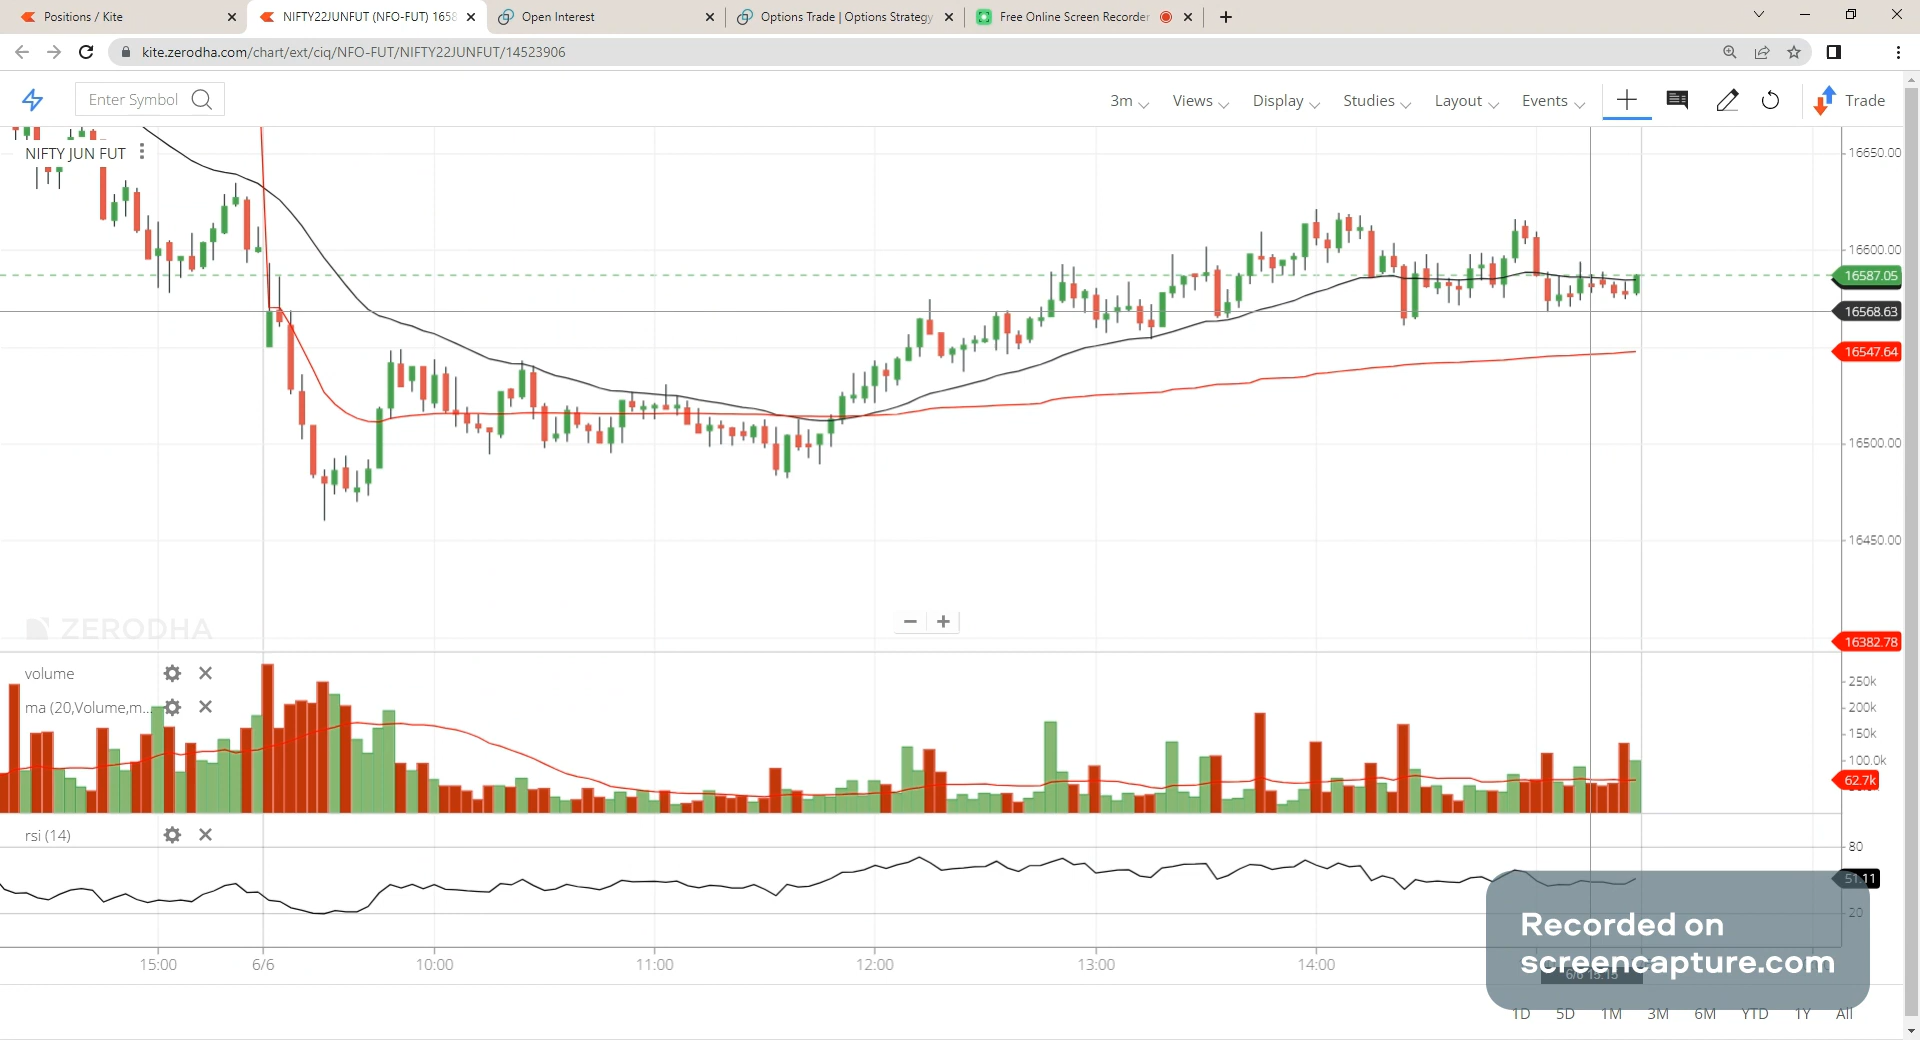 Positions / Kite
NIFTY22JUNFUT (NFO-FUT) 1658
Open Interest
Options Trade | Options Strategy
Free Online Screen Recorder
kite.zerodha.com/chart/ext/ciq/NFO-FUT/NIFTY22JUNFUT/14523906
Enter Symbol
3m
Views
Display
Studies
Layout
Events
Trade
NIFTY JUN FUT
16650.00
16600.00
16587.05
16568.63
16547.64
16500.00
16450.00
16382.78
ZERODHA
volume
ma (20,Volume,m...
250k
200k
150k
100.0k
62.7k
rsi (14)
80
51.11
20
Recorded on
screencapture.com
15:00
6/6
10:00
11:00
12:00
13:00
14:00
6/6 15:15
1D
5D
1M
3M
6M
YTD
1Y
All